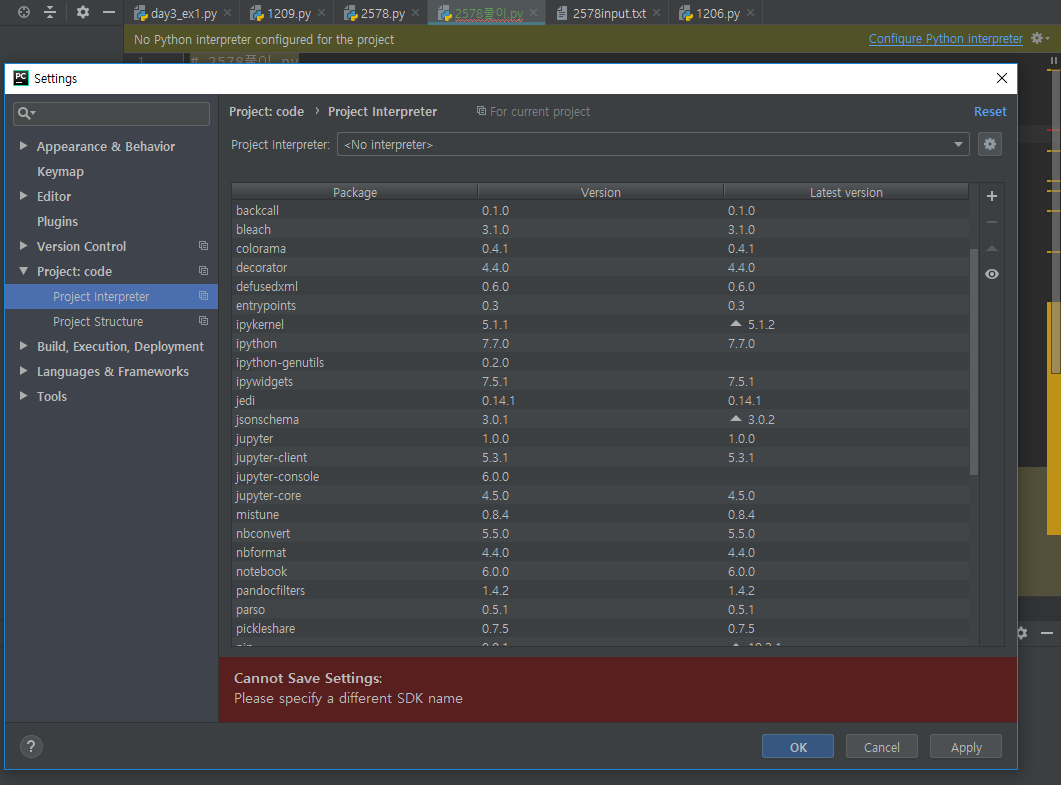 day3_ex1.py
1209.py
2578.py
2578풀이.py
2578input.txt
1206.py
No Python interpreter configured for the project
Configure Python interpreter
1 # 2578풀이.py
PC Settings
Project: code › Project Interpreter
For current project
Reset
Project Interpreter: <No interpreter>
Appearance & Behavior
Keymap
Editor
Plugins
Version Control
Project: code
Project Interpreter
Project Structure
Build, Execution, Deployment
Languages & Frameworks
Tools
Package Version Latest version
backcall 0.1.0 0.1.0
bleach 3.1.0 3.1.0
colorama 0.4.1 0.4.1
decorator 4.4.0 4.4.0
defusedxml 0.6.0 0.6.0
entrypoints 0.3 0.3
ipykernel 5.1.1 5.1.2
ipython 7.7.0 7.7.0
ipython-genutils 0.2.0
ipywidgets 7.5.1 7.5.1
jedi 0.14.1 0.14.1
jsonschema 3.0.1 3.0.2
jupyter 1.0.0 1.0.0
jupyter-client 5.3.1 5.3.1
jupyter-console 6.0.0
jupyter-core 4.5.0 4.5.0
mistune 0.8.4 0.8.4
nbconvert 5.5.0 5.5.0
nbformat 4.4.0 4.4.0
notebook 6.0.0 6.0.0
pandocfilters 1.4.2 1.4.2
parso 0.5.1 0.5.1
pickleshare 0.7.5 0.7.5
Cannot Save Settings:
Please specify a different SDK name
?
OK
Cancel
Apply